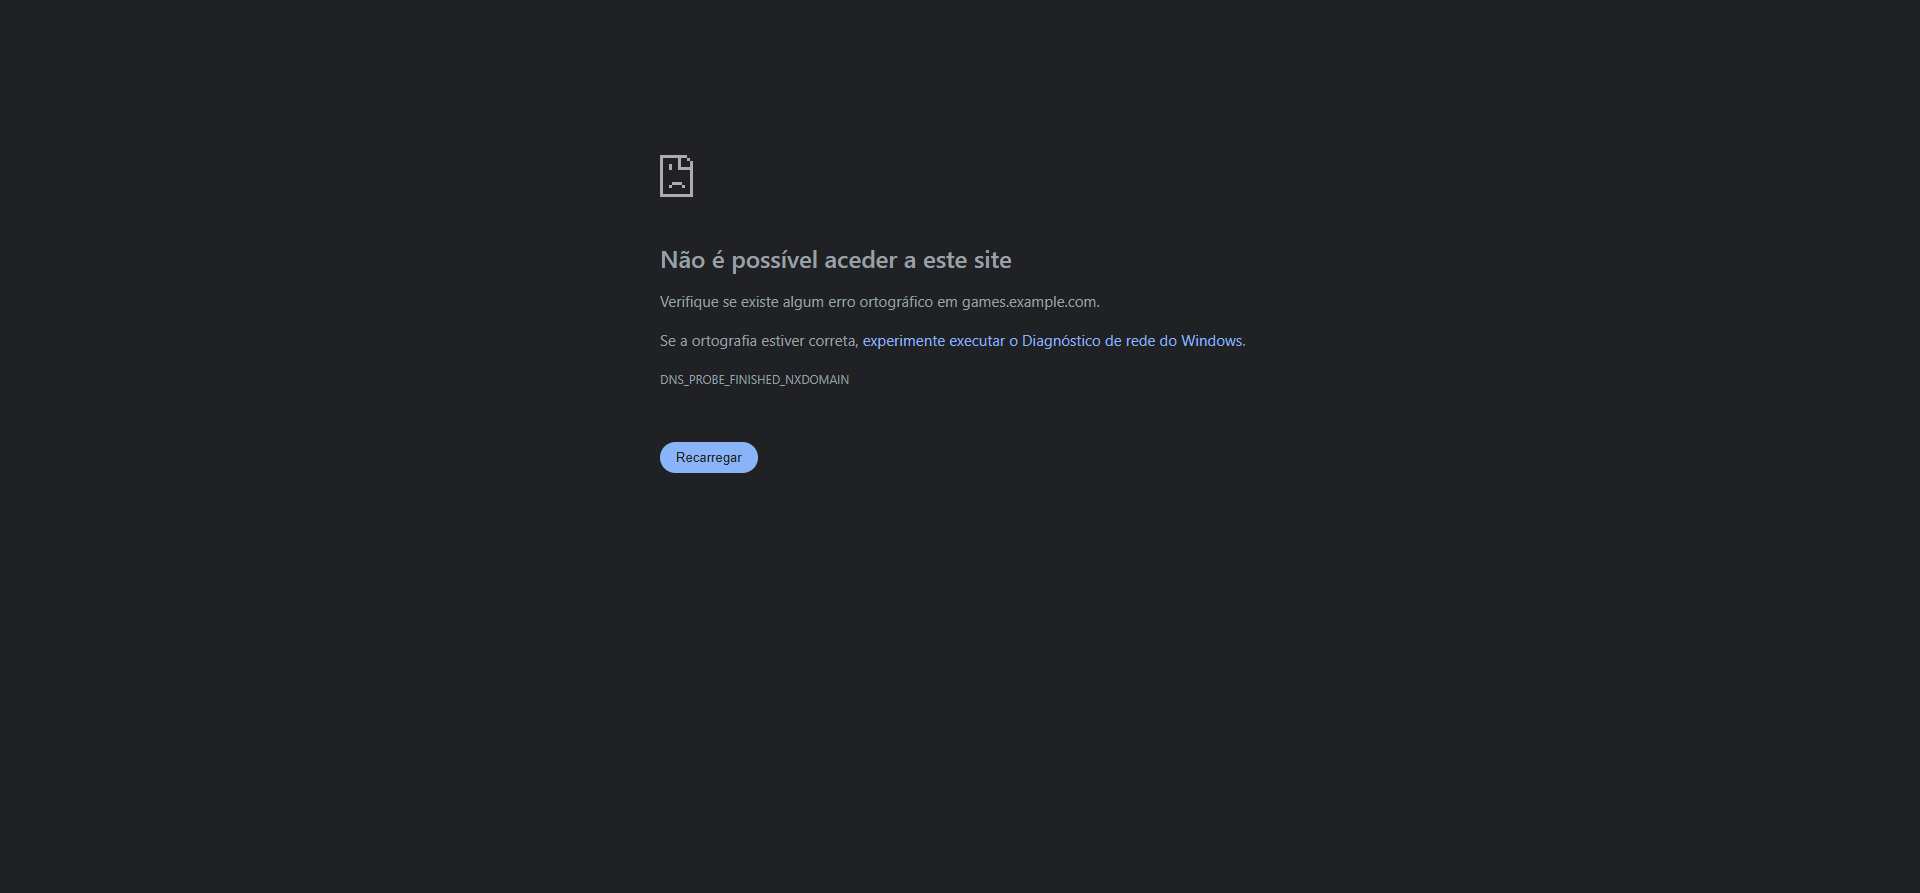 Não é possível aceder a este site
Verifique se existe algum erro ortográfico em games.example.com.
Se a ortografia estiver correta, experimente executar o Diagnóstico de rede do Windows.
DNS_PROBE_FINISHED_NXDOMAIN
Recarregar